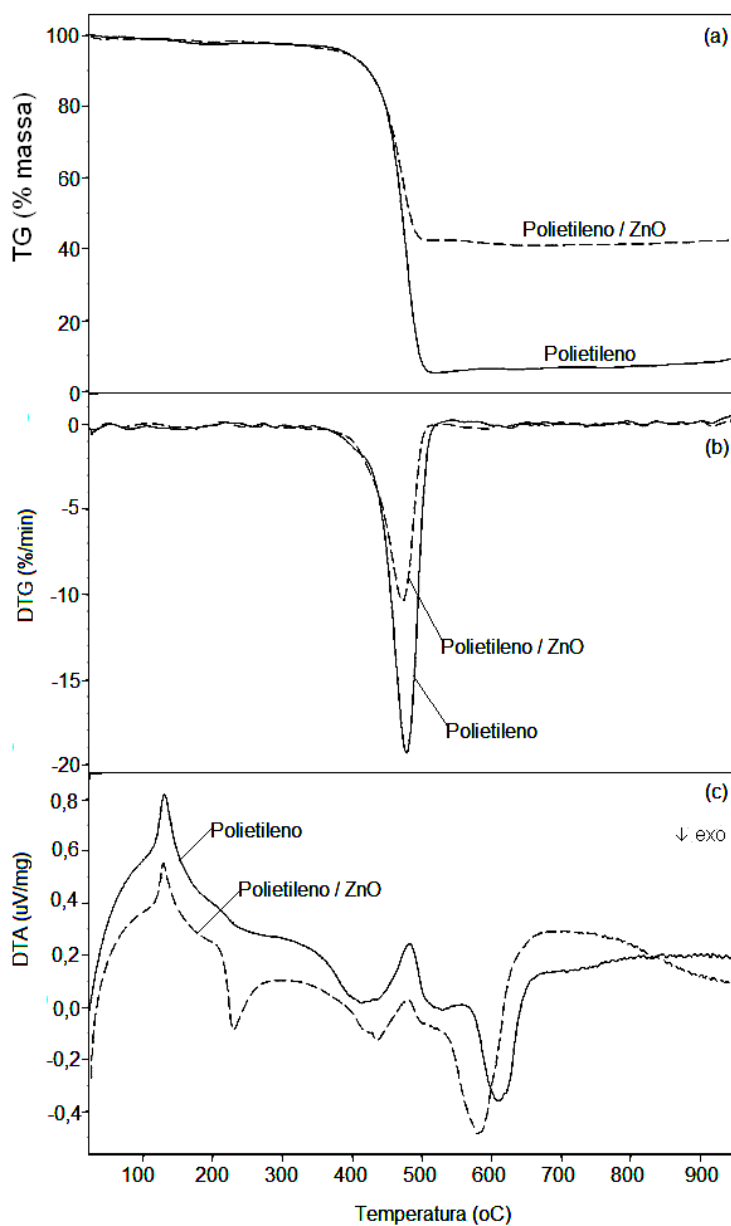 (a)
100
80
60
40
20
0
TG (% massa)
Polietileno / ZnO
Polietileno
(b)
0
-5
-10
-15
-20
DTG (%/min)
Polietileno / ZnO
Polietileno
(c)
↓ exo
0,8
0,6
0,4
0,2
0,0
-0,2
-0,4
DTA (uV/mg)
Polietileno
Polietileno / ZnO
100 200 300 400 500 600 700 800 900
Temperatura (oC)